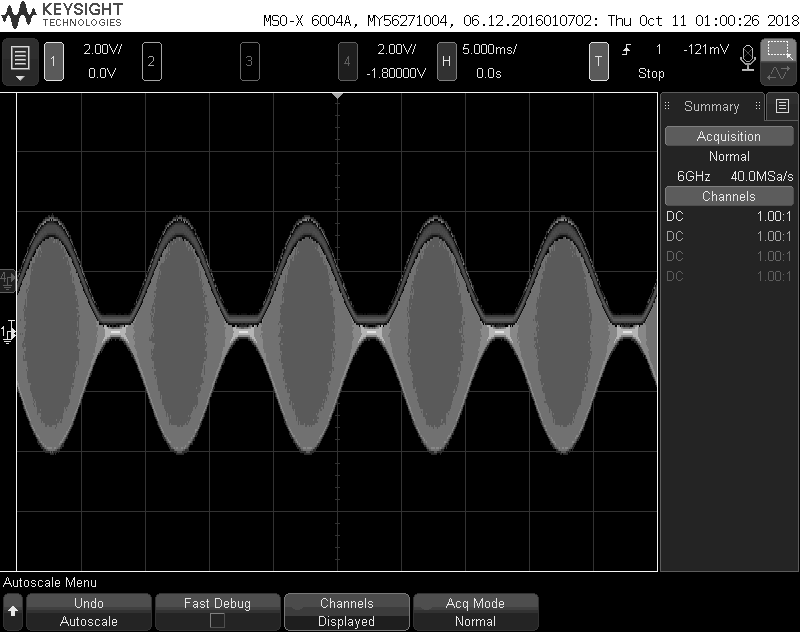 KEYSIGHT
TECHNOLOGIES
MSO-X 6004A, MY56271004, 06.12.2016010702: Thu Oct 11 01:00:26 2018
1 2.00V/ 2 3 4 2.00V/ H 5.000ms/ T 1 -121mV
0.0V -1.80000V 0.0s Stop
Summary
Acquisition
Normal
6GHz 40.0MSa/s
Channels
DC 1.00:1
DC 1.00:1
DC 1.00:1
DC 1.00:1
4
T
1
Autoscale Menu
Undo
Autoscale
Fast Debug
Channels
Displayed
Acq Mode
Normal